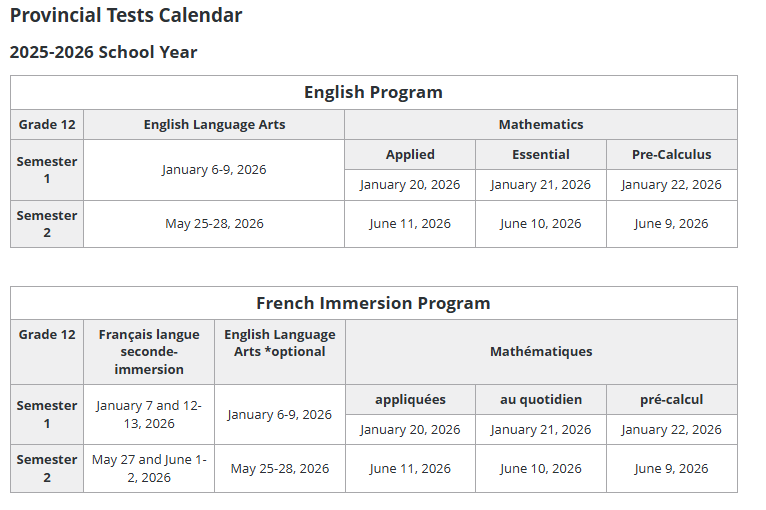 Provincial Tests Calendar
2025-2026 School Year
English Program
Grade 12 English Language Arts Mathematics
Semester 1 January 6-9, 2026 Applied Essential Pre-Calculus
January 20, 2026 January 21, 2026 January 22, 2026
Semester 2 May 25-28, 2026 June 11, 2026 June 10, 2026 June 9, 2026
French Immersion Program
Grade 12 Français langue seconde-immersion English Language Arts *optional Mathématiques
Semester 1 January 7 and 12-13, 2026 January 6-9, 2026 appliquées au quotidien pré-calcul
January 20, 2026 January 21, 2026 January 22, 2026
Semester 2 May 27 and June 1-2, 2026 May 25-28, 2026 June 11, 2026 June 10, 2026 June 9, 2026